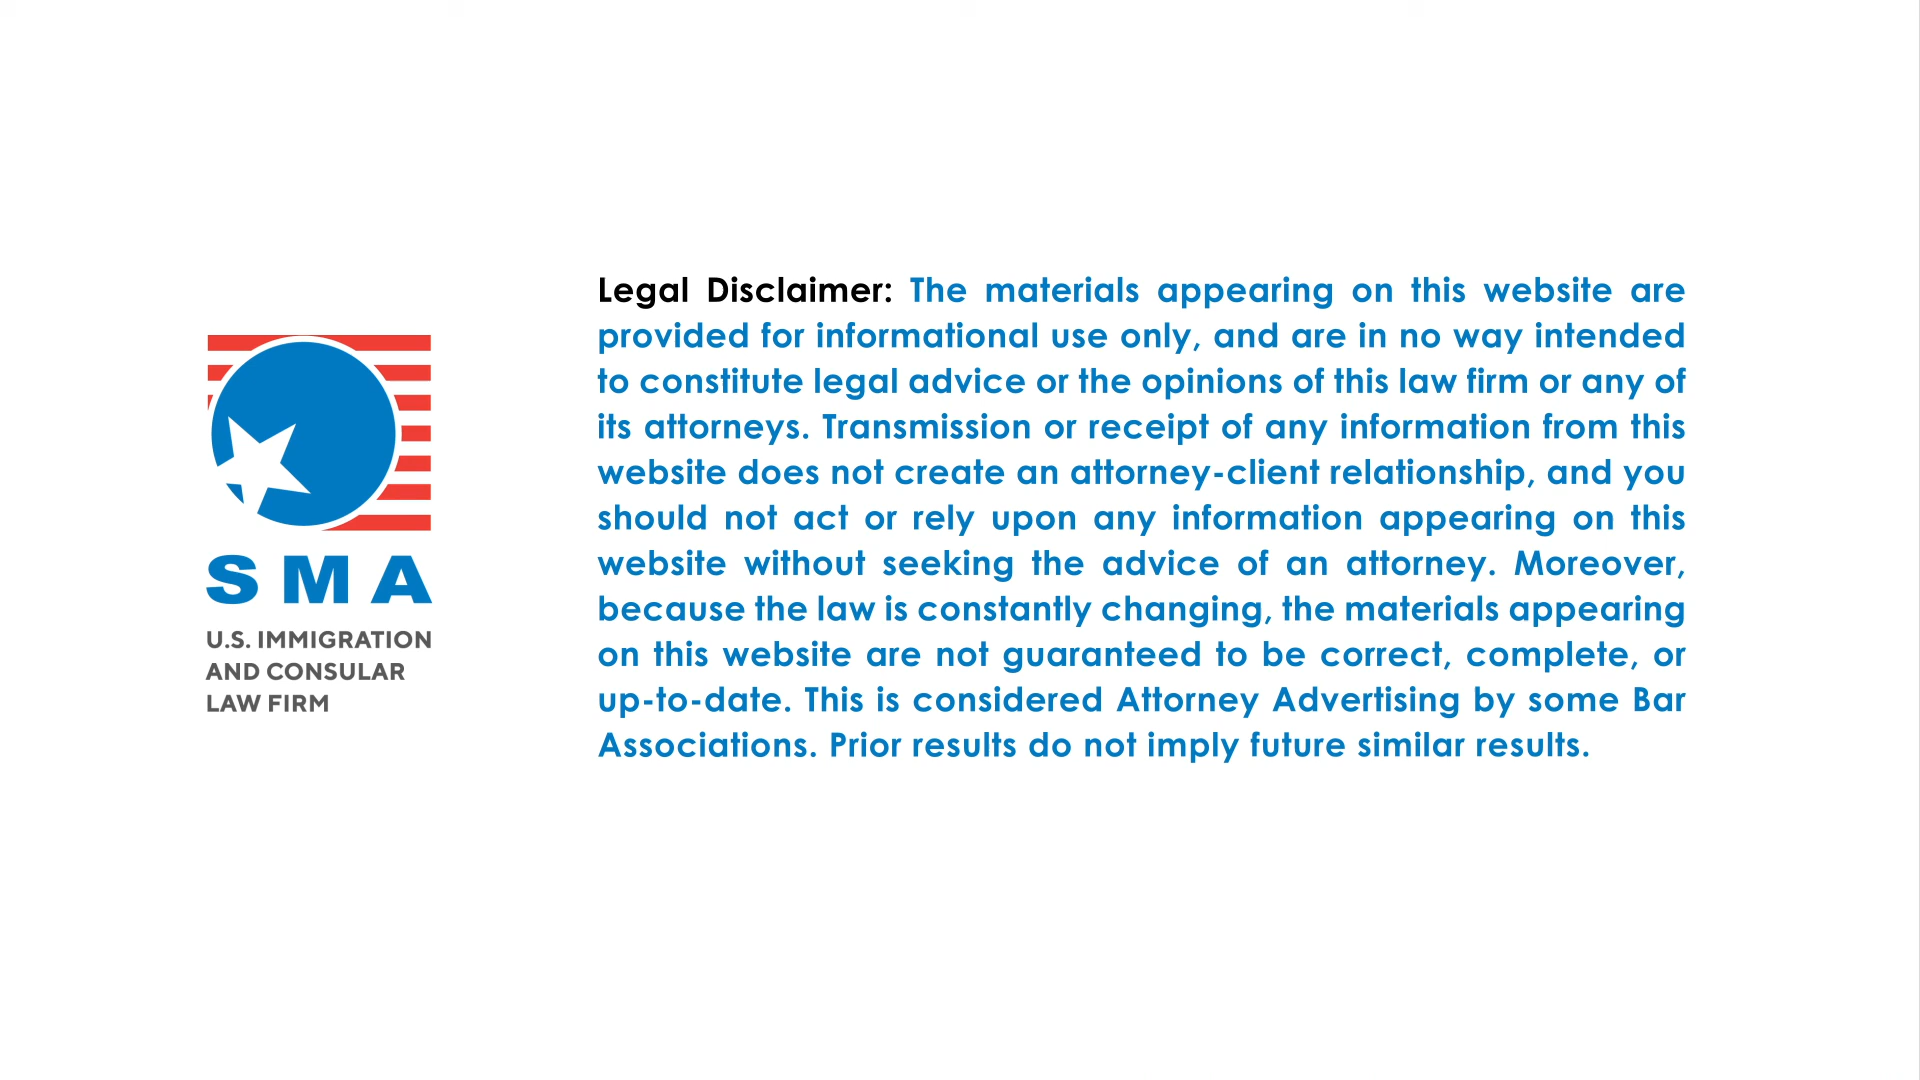 Legal Disclaimer: The materials appearing on this website are
provided for informational use only, and are in no way intended
to constitute legal advice or the opinions of this law firm or any of
its attorneys. Transmission or receipt of any information from this
website does not create an attorney-client relationship, and you
should not act or rely upon any information appearing on this
website without seeking the advice of an attorney. Moreover,
because the law is constantly changing, the materials appearing
on this website are not guaranteed to be correct, complete, or
up-to-date. This is considered Attorney Advertising by some Bar
Associations. Prior results do not imply future similar results.
SMA
U.S. IMMIGRATION
AND CONSULAR
LAW FIRM